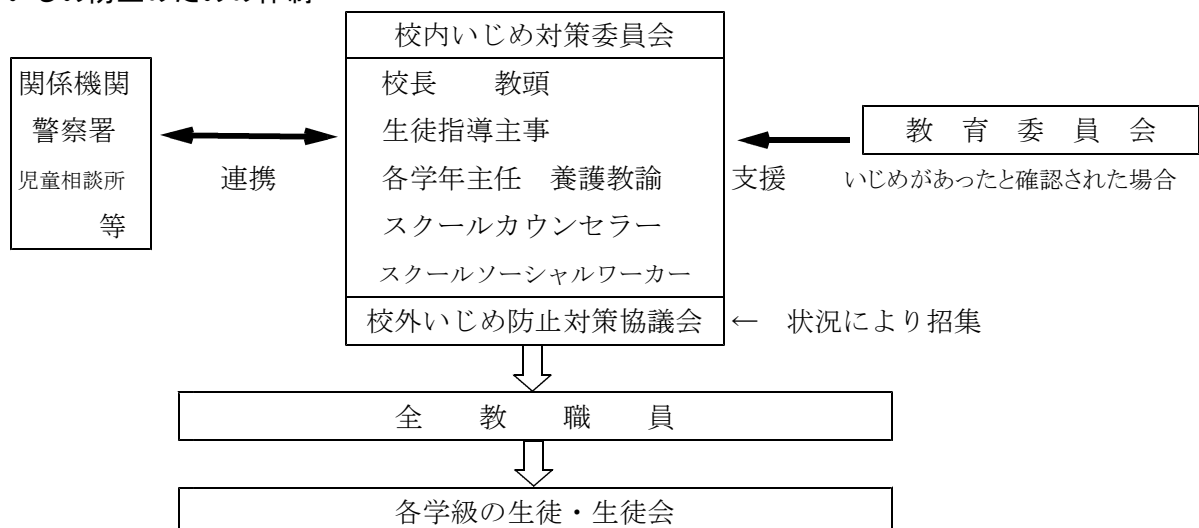 校内いじめ対策委員会
関係機関
警察署
児童相談所
等
連携
校長　　教頭
生徒指導主事
各学年主任　養護教諭
スクールカウンセラー
スクールソーシャルワーカー
校外いじめ防止対策協議会
支援
教　育　委　員　会
いじめがあったと確認された場合
←　状況により招集
全　教　職　員
各学級の生徒・生徒会